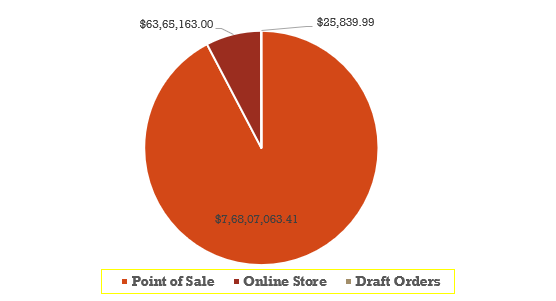 $63,65,163.00
$25,839.99
$7,68,07,063.41
Point of Sale
Online Store
Draft Orders